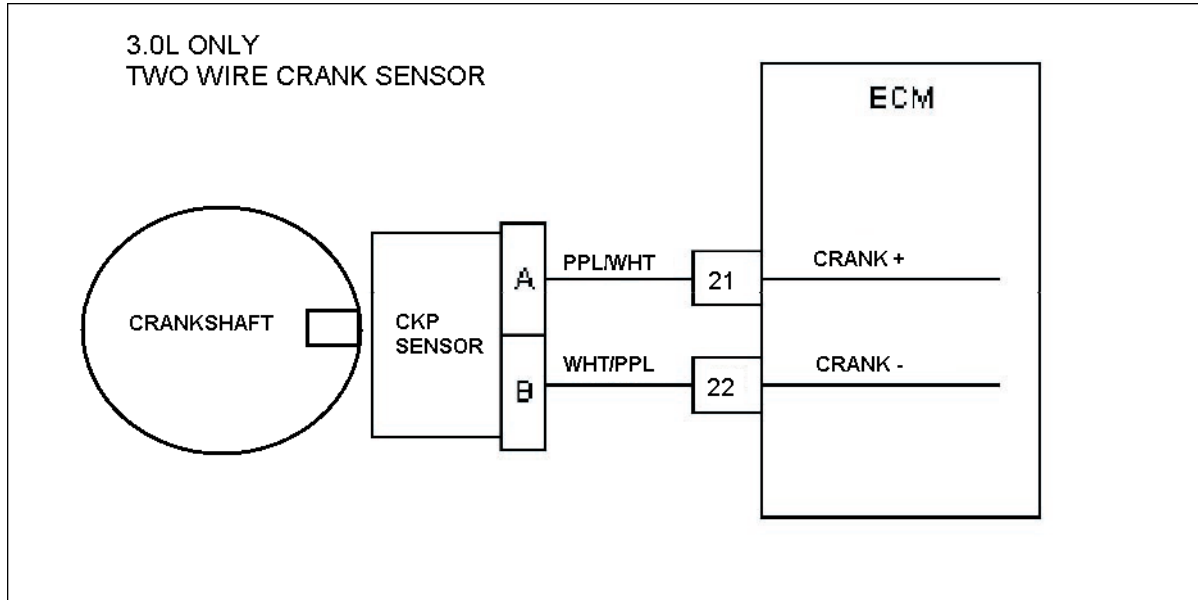 3.0L ONLY
TWO WIRE CRANK SENSOR
ECM
CRANKSHAFT
CKP
SENSOR
A
PPL/WHT
21
CRANK +
B
WHT/PPL
22
CRANK -